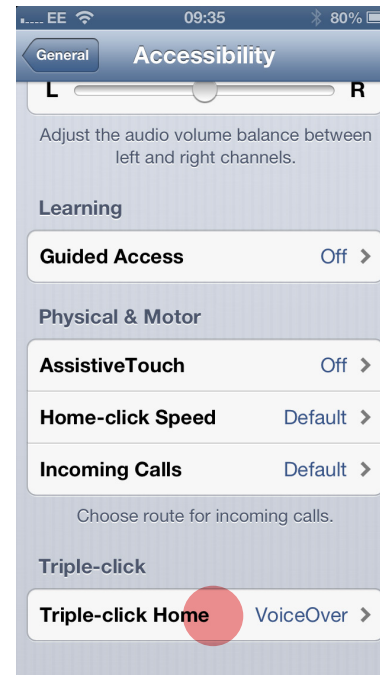 EE 09:35 80%
General Accessibility
L R
Adjust the audio volume balance between
left and right channels.
Learning
Guided Access Off
Physical & Motor
AssistiveTouch Off
Home-click Speed Default
Incoming Calls Default
Choose route for incoming calls.
Triple-click
Triple-click Home VoiceOver